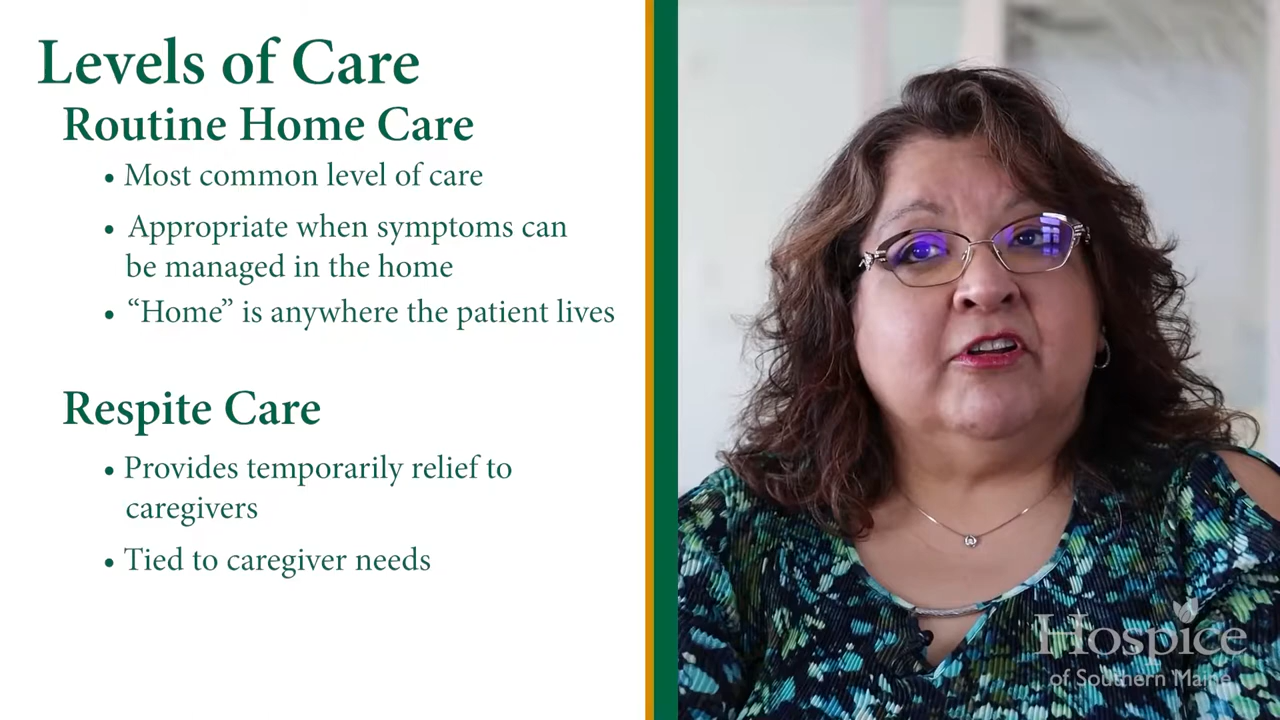 Levels of Care
Routine Home Care
• Most common level of care
• Appropriate when symptoms can
be managed in the home
• “Home” is anywhere the patient lives
Respite Care
• Provides temporarily relief to
caregivers
• Tied to caregiver needs
Hospice
of Southern Maine